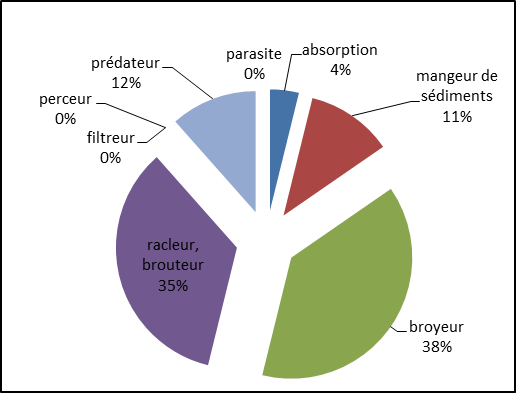 parasite
0%
absorption
4%
mangeur de
sédiments
11%
broyeur
38%
racleur,
brouteur
35%
filtreur
0%
perceur
0%
prédateur
12%